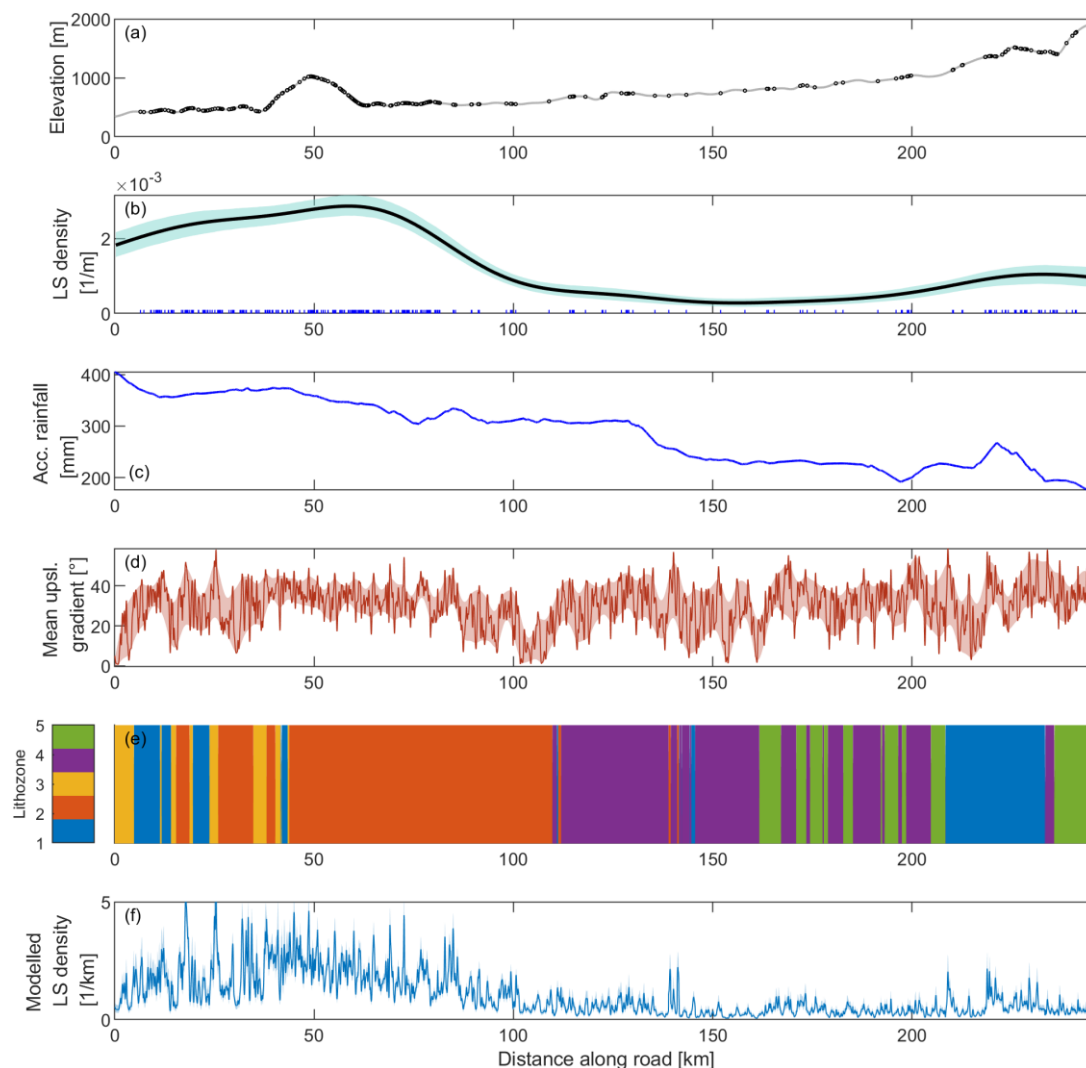 (a)
Elevation [m]
2000
1000
0
0 50 100 150 200
×10⁻³
(b)
LS density
[1/m]
2
0
0 50 100 150 200
(c)
Acc. rainfall
[mm]
400
300
200
0 50 100 150 200
(d)
Mean upsl.
gradient [°]
40
20
0
0 50 100 150 200
(e)
Lithozone
5
4
3
2
1
0 50 100 150 200
(f)
Modelled
LS density
[1/km]
5
0
0 50 100 150 200
Distance along road [km]